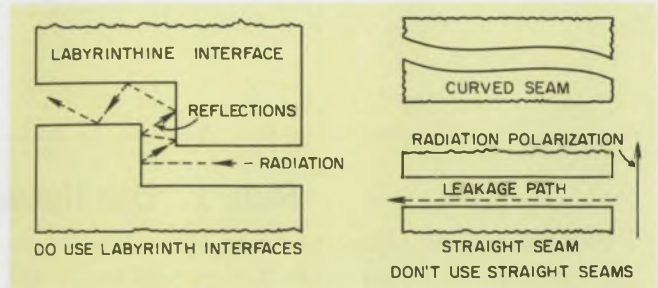 LABYRINTHINE INTERFACE
REFLECTIONS
RADIATION
DO USE LABYRINTH INTERFACES
CURVED SEAM
RADIATION POLARIZATION
LEAKAGE PATH
STRAIGHT SEAM
DON'T USE STRAIGHT SEAMS